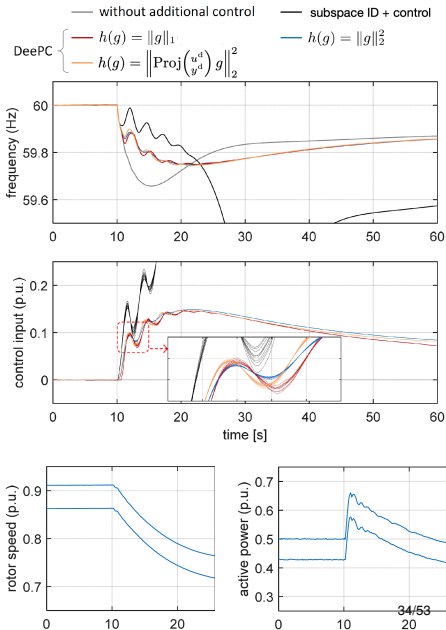 without additional control
subspace ID + control
DeePC
h(g) = ‖g‖₁
h(g) = ‖g‖₂²
h(g) = ‖Proj(uᵈ yᵈ) g‖₂²
60
59.8
59.6
frequency (Hz)
0 10 20 30 40 50 60
0.2
0.1
0
control input (p.u.)
0 10 20 30 40 50 60
time [s]
0.9
0.8
0.7
rotor speed (p.u.)
0 10 20
0.7
0.6
0.5
0.4
0.3
active power (p.u.)
0 10 20
34/53